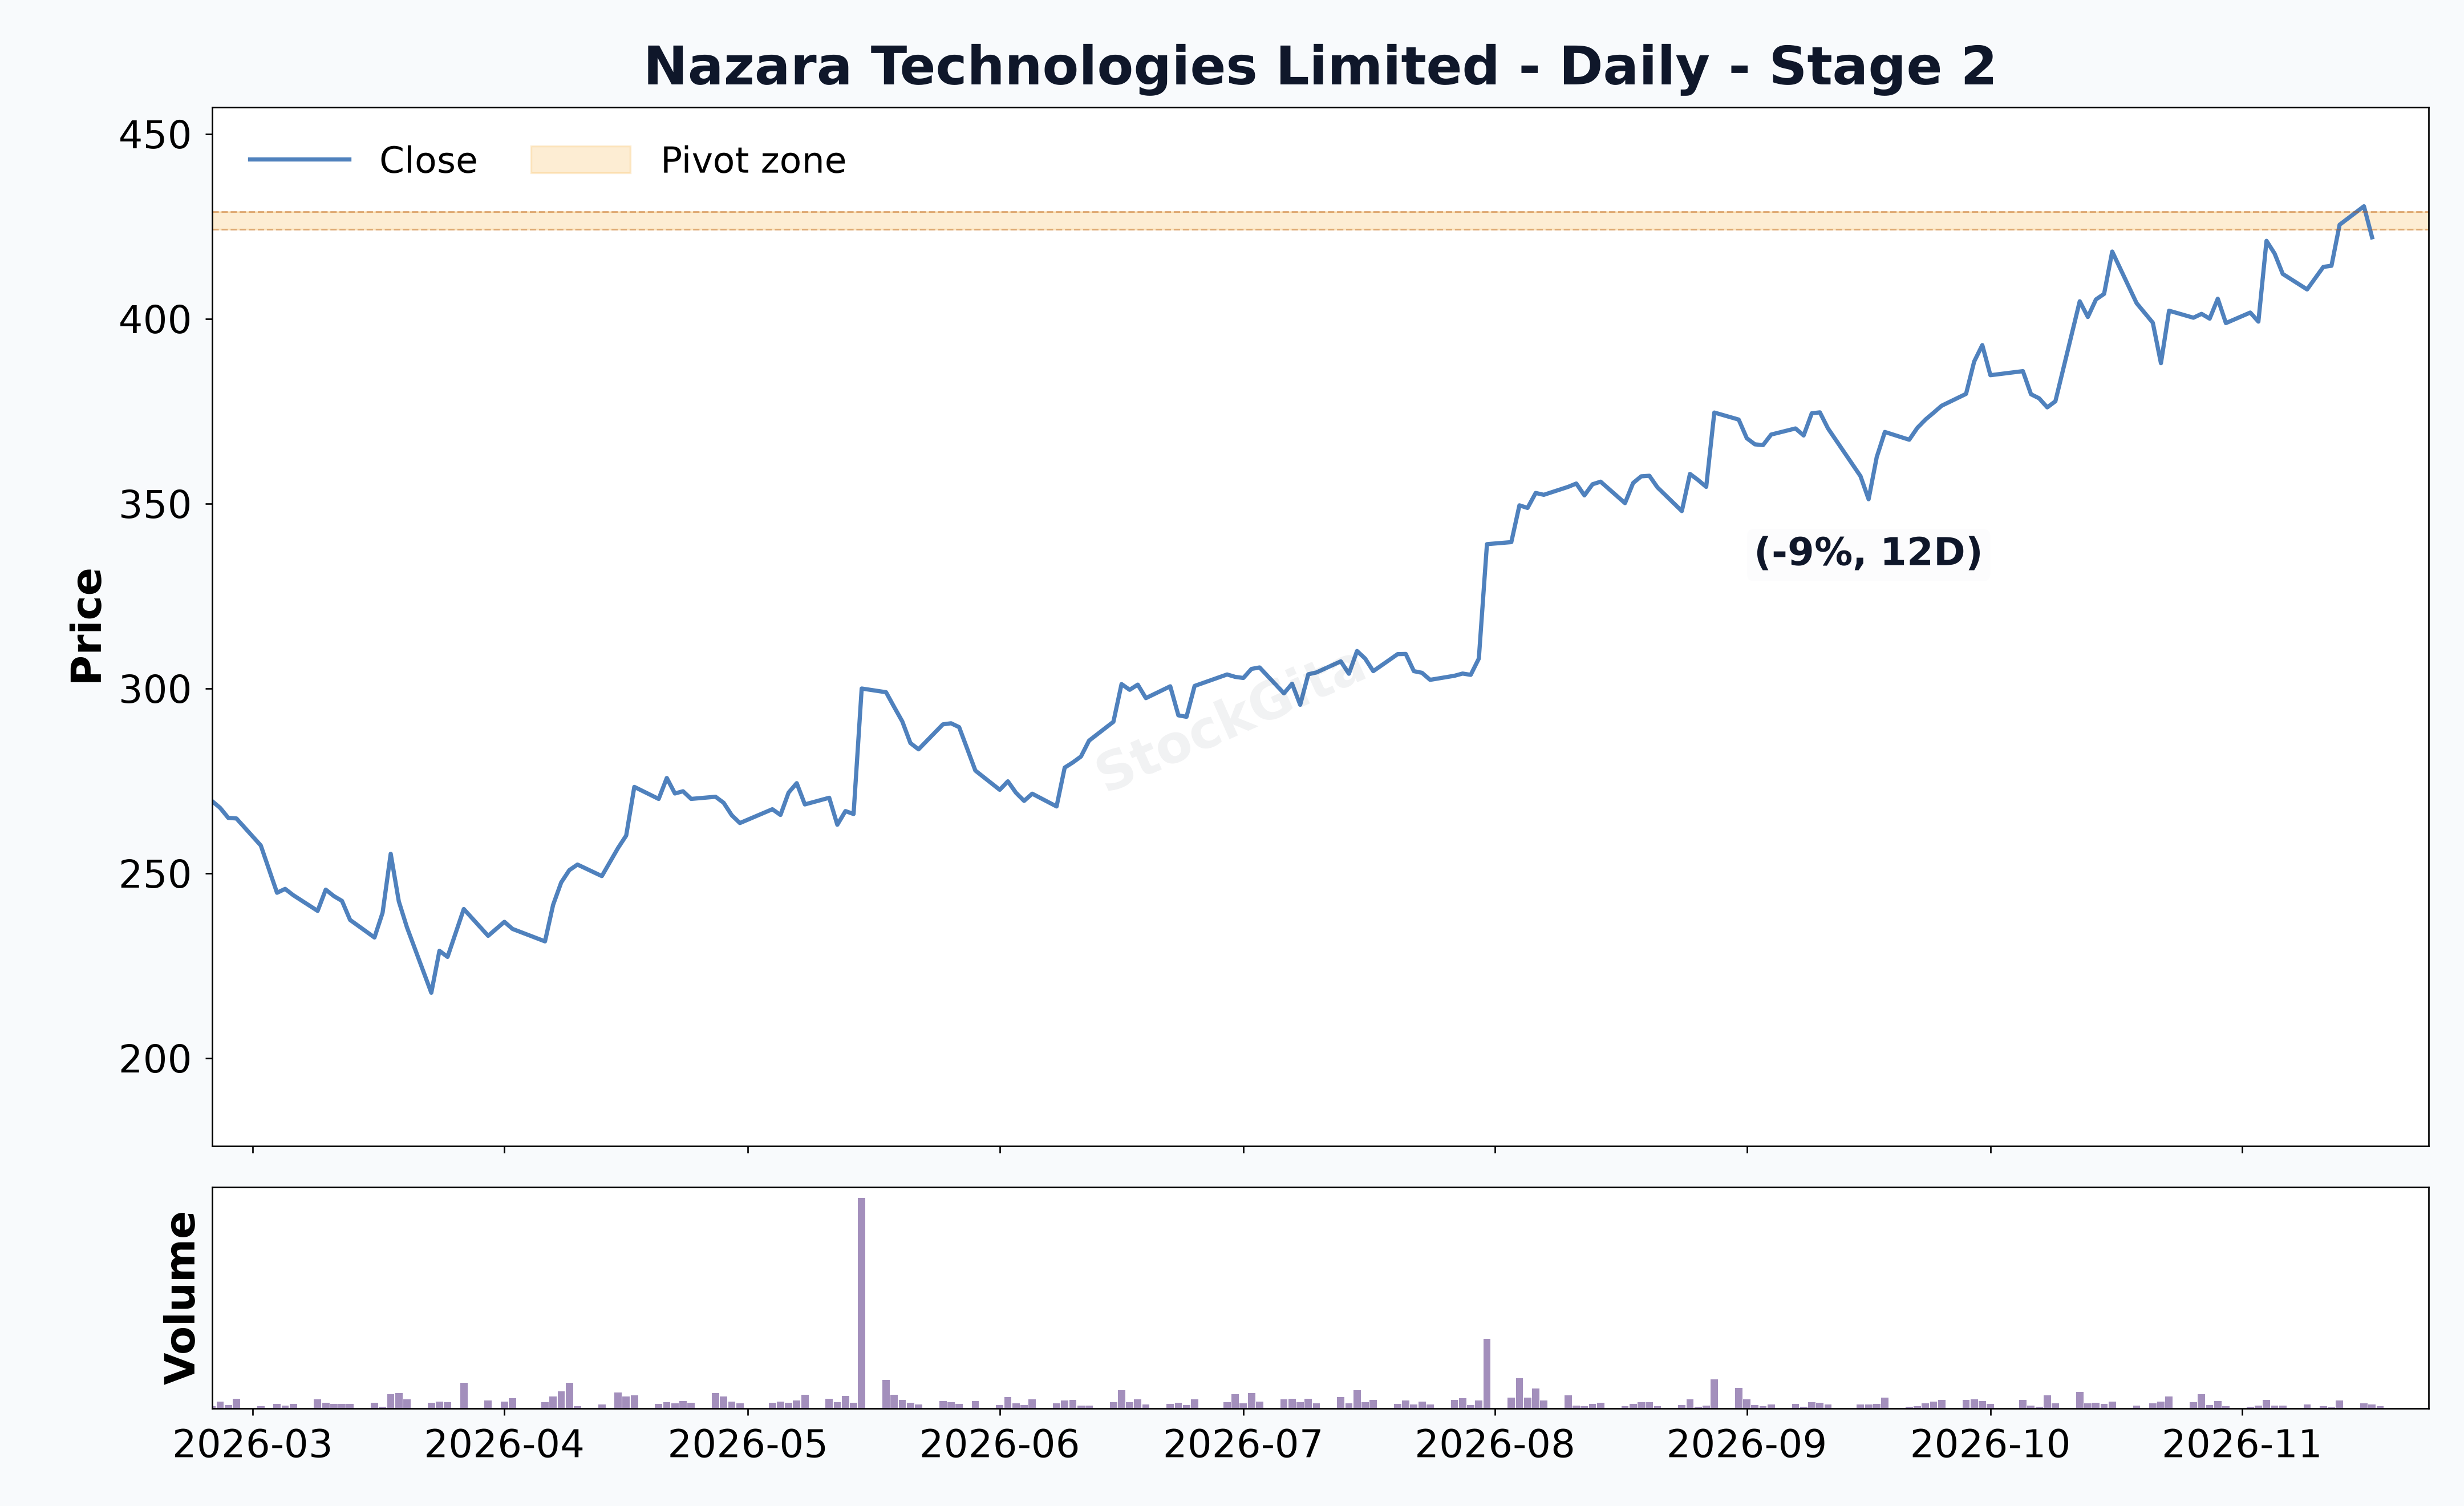 Nazara Technologies Limited - Daily - Stage 2
Close
Pivot zone
450
400
350
300
250
200
Price
(-9%, 12D)
StockGita
Volume
2026-03
2026-04
2026-05
2026-06
2026-07
2026-08
2026-09
2026-10
2026-11